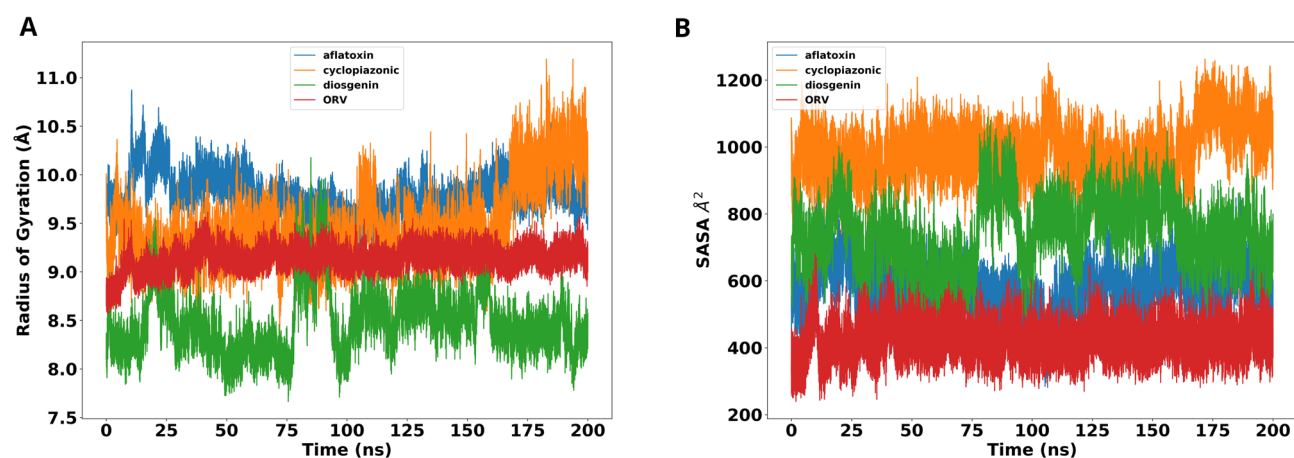 A
Radius of Gyration (Å)
11.0
10.5
10.0
9.5
9.0
8.5
8.0
7.5
aflatoxin
cyclopiazonic
diosgenin
ORV
0 25 50 75 100 125 150 175 200
Time (ns)
B
SASA Å²
1200
1000
800
600
400
200
aflatoxin
cyclopiazonic
diosgenin
ORV
0 25 50 75 100 125 150 175 200
Time (ns)